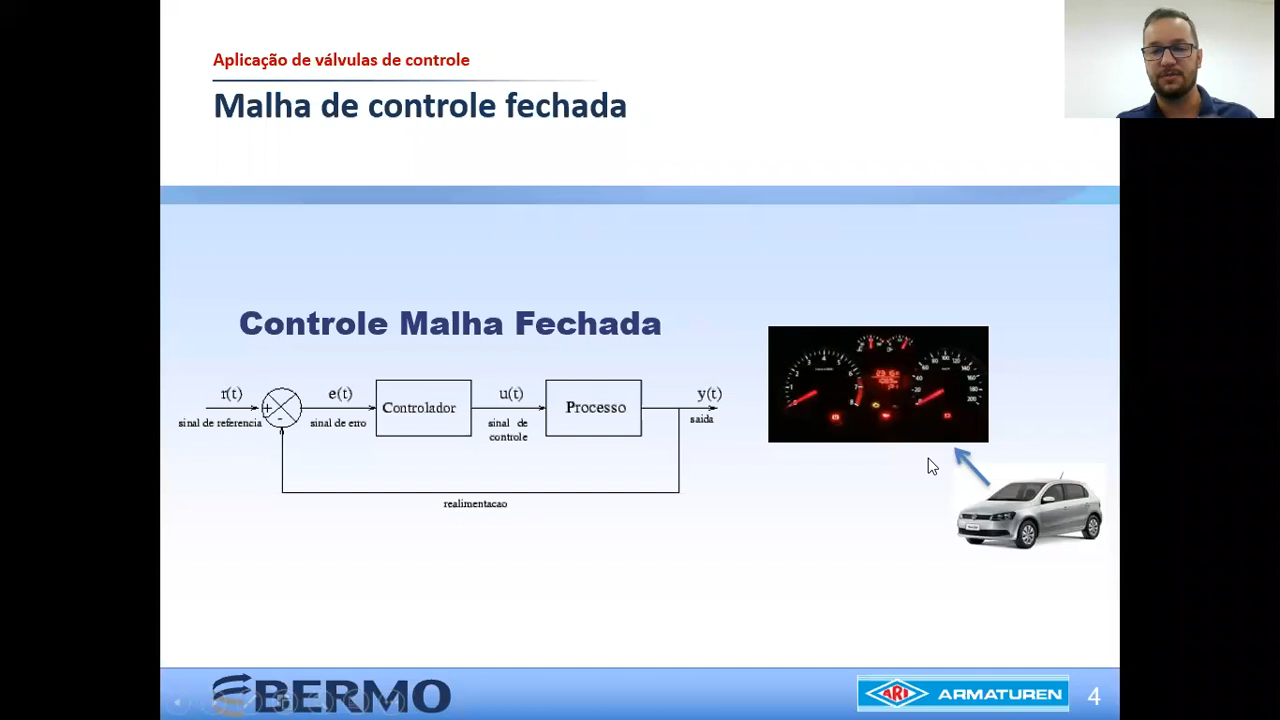 Aplicação de válvulas de controle
Malha de controle fechada
Controle Malha Fechada
r(t)
e(t)
u(t)
y(t)
+
-
Controlador
Processo
sinal de referencia
sinal de erro
sinal de
controle
saida
realimentacao
BERMO
ARI ARMATUREN
4